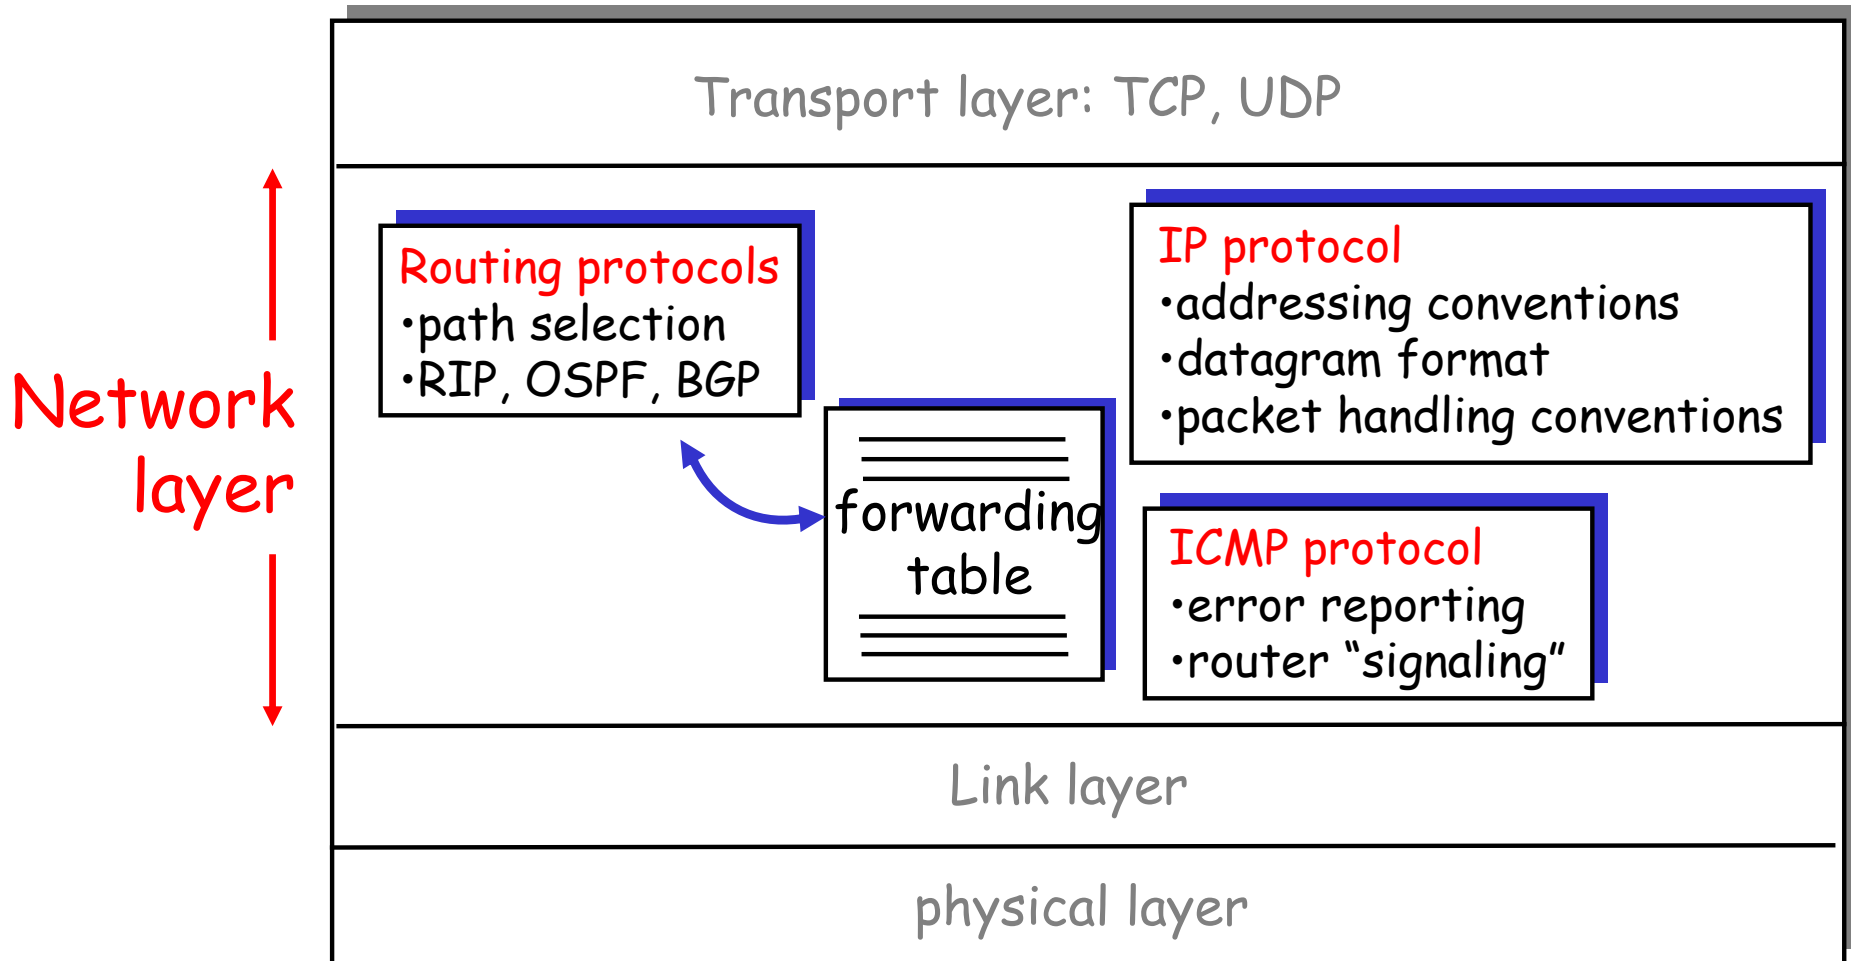 Transport layer: TCP, UDP
Network
layer
Routing protocols
•path selection
•RIP, OSPF, BGP
forwarding
table
IP protocol
•addressing conventions
•datagram format
•packet handling conventions
ICMP protocol
•error reporting
•router “signaling”
Link layer
physical layer